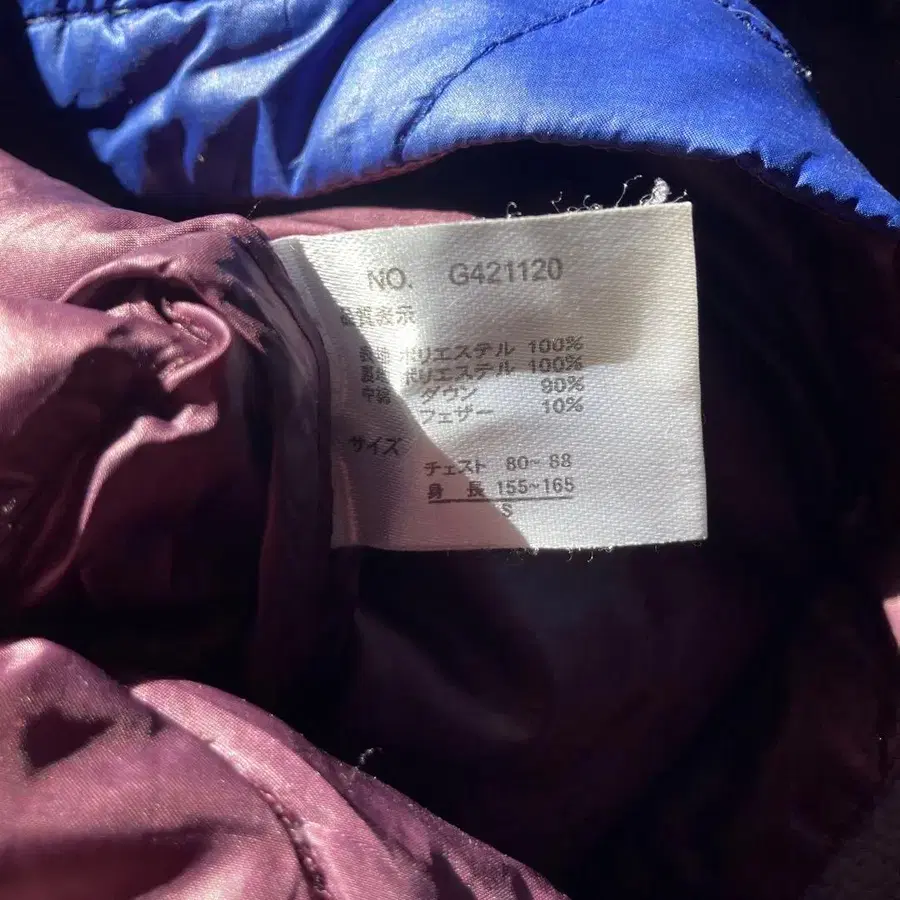 NO. G421120
品質表示
表地 ポリエステル 100%
裏地 ポリエステル 100%
中綿 ダウン 90%
フェザー 10%
サイズ
チェスト 80~88
身長 155~165
S